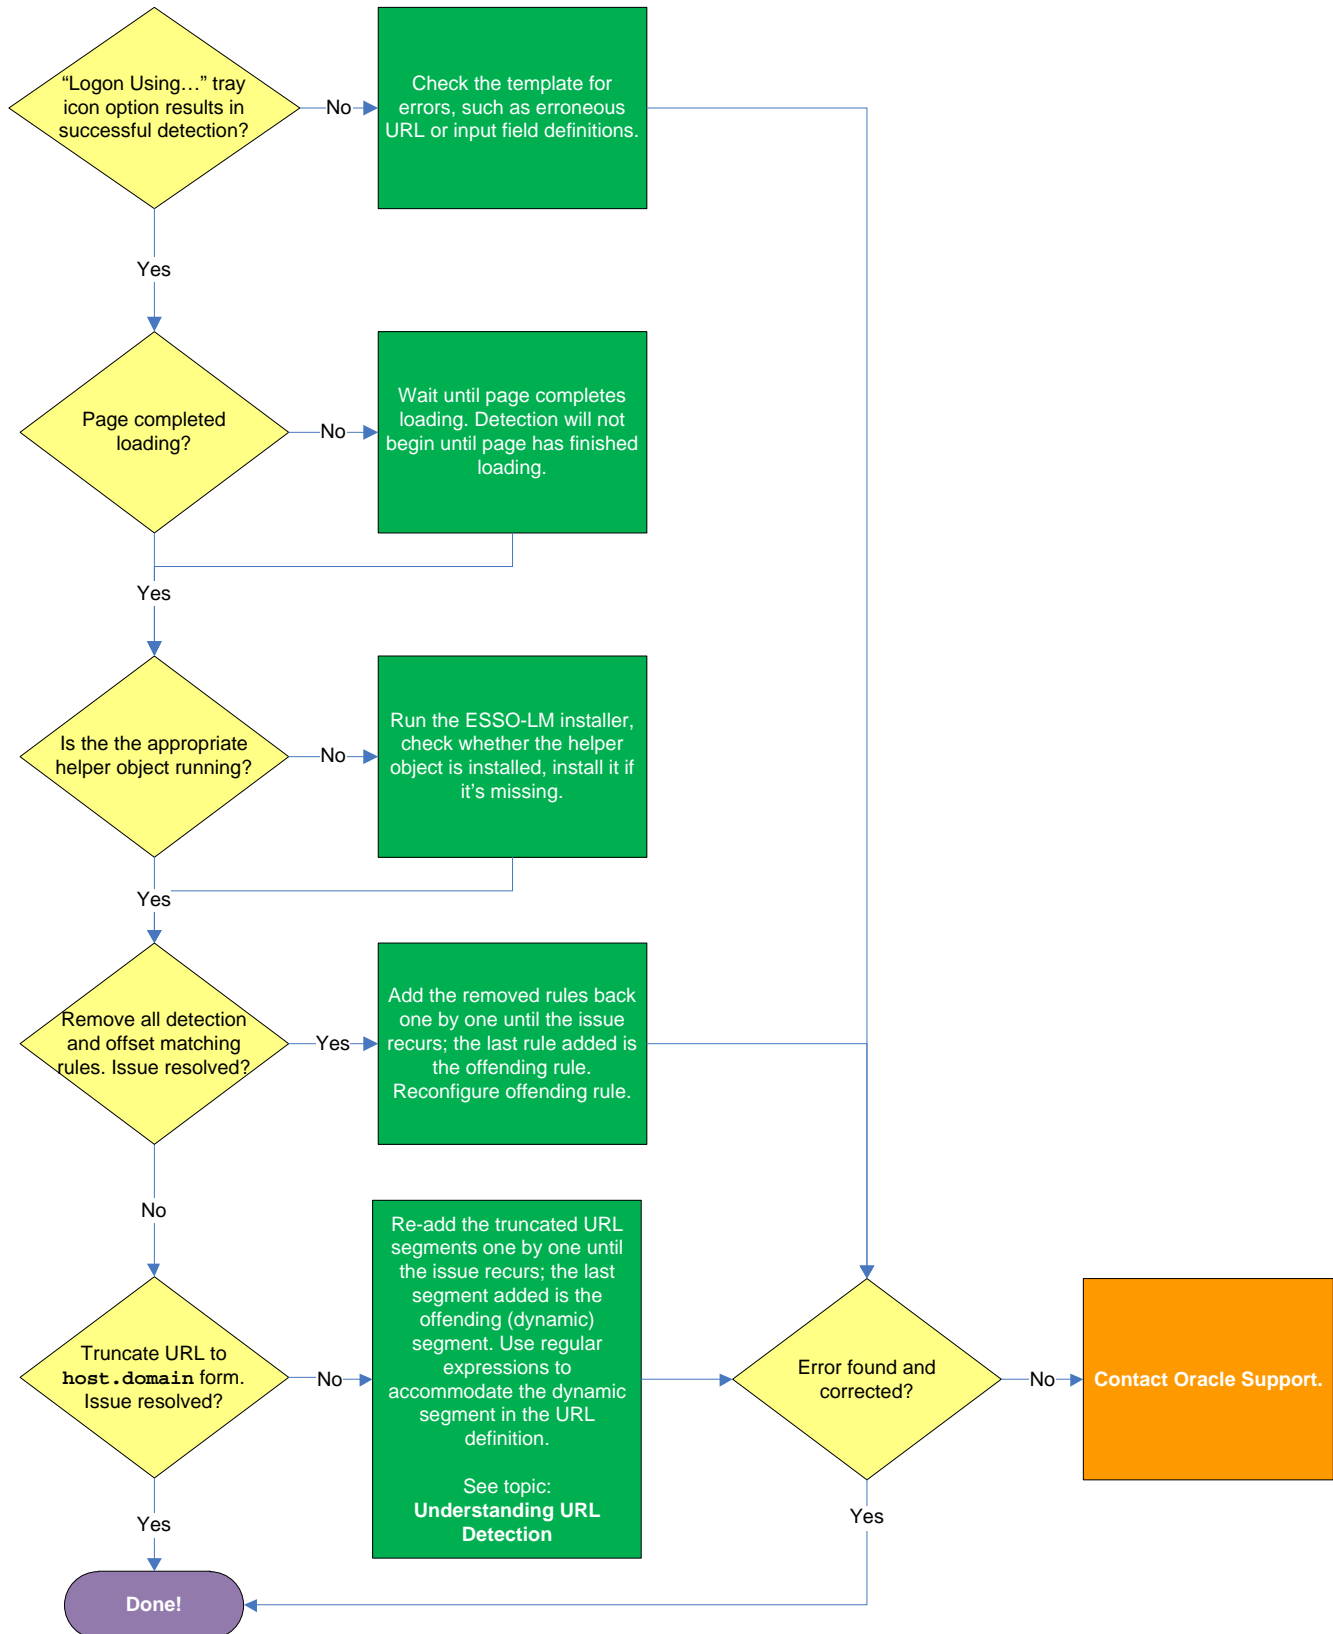 “Logon Using…” tray
icon option results in
successful detection?
No
Check the template for
errors, such as erroneous
URL or input field definitions.
Yes
Page completed
loading?
No
Wait until page completes
loading. Detection will not
begin until page has finished
loading.
Yes
Is the the appropriate
helper object running?
No
Run the ESSO-LM installer,
check whether the helper
object is installed, install it if
it’s missing.
Yes
Remove all detection
and offset matching
rules. Issue resolved?
Yes
Add the removed rules back
one by one until the issue
recurs; the last rule added is
the offending rule.
Reconfigure offending rule.
No
Truncate URL to
host.domain form.
Issue resolved?
No
Re-add the truncated URL
segments one by one until
the issue recurs; the last
segment added is the
offending (dynamic)
segment. Use regular
expressions to
accommodate the dynamic
segment in the URL
definition.
See topic:
Understanding URL
Detection
Error found and
corrected?
No
Contact Oracle Support.
Yes
Yes
Done!